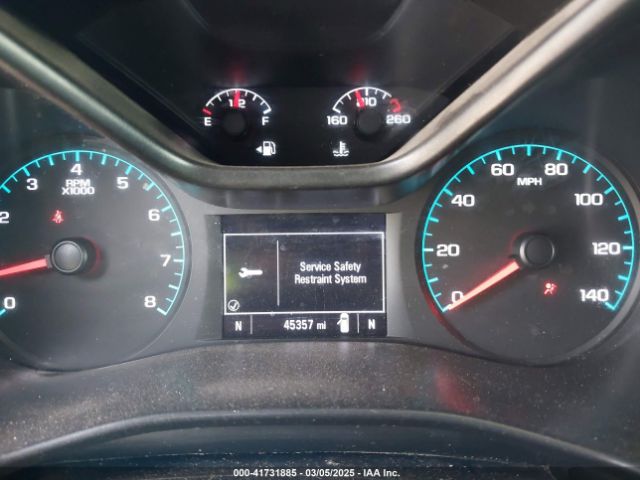 1/2
E F
160 210 260
3 4 5
RPM
X1000
2 6
7
0 8
Service Safety
Restraint System
N 45357 mi N
60 80
MPH
40 100
20 120
0 140
00-41731885 - 03/05/2025 - IAA Inc.